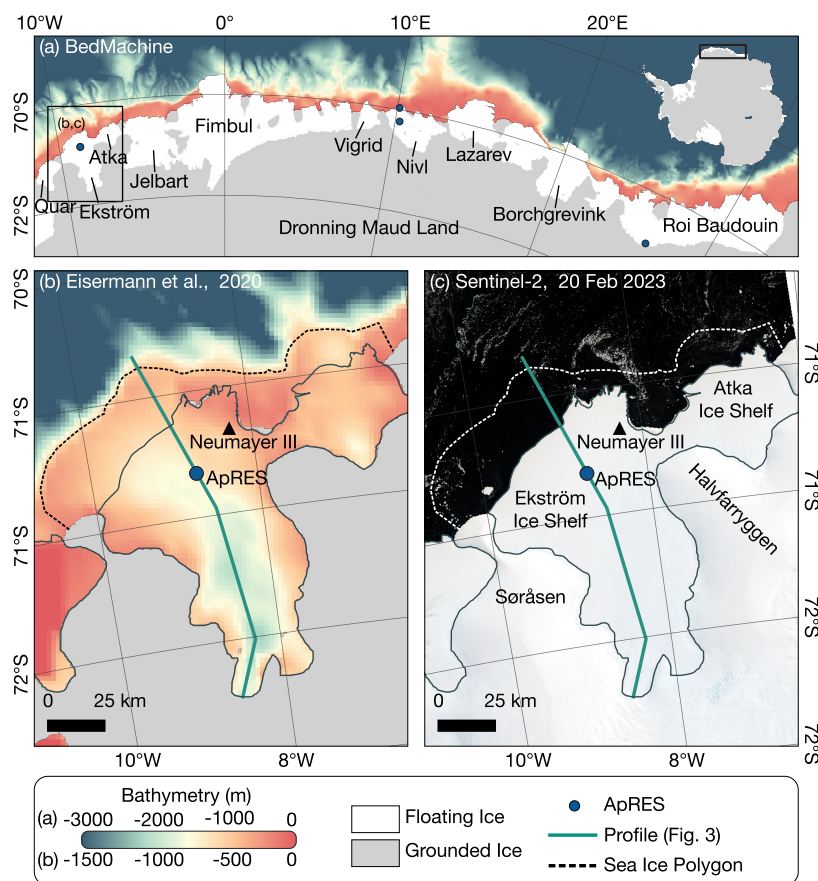 10°W 0° 10°E 20°E
(a) BedMachine
70°S
(b,c)
Fimbul
Atka
Vigrid
Nivl
Lazarev
Jelbart
Quar
Ekström
Borchgrevink
72°S
Dronning Maud Land
Roi Baudouin
70°S
(b) Eisermann et al., 2020
(c) Sentinel-2, 20 Feb 2023
71°S
71°S
Atka
Ice Shelf
Neumayer III
Neumayer III
ApRES
ApRES
Halvfarryggen
71°S
Ekström
Ice Shelf
71°S
Søråsen
72°S
72°S
0 25 km
0 25 km
72°S
10°W 8°W
10°W 8°W
Bathymetry (m)
(a) -3000 -2000 -1000 0
(b) -1500 -1000 -500 0
Floating Ice
Grounded Ice
ApRES
Profile (Fig. 3)
Sea Ice Polygon